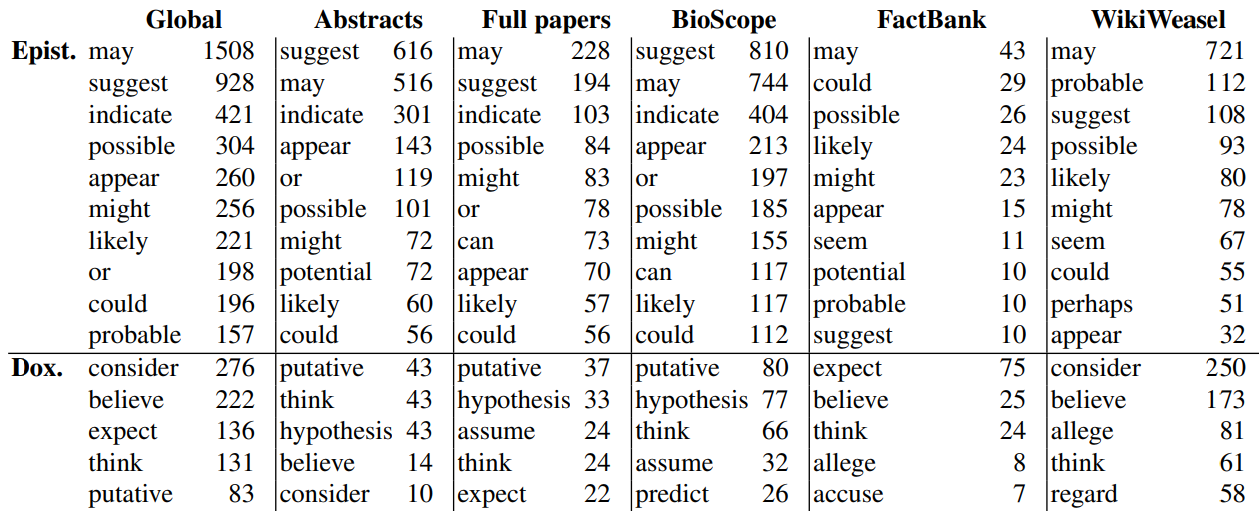 Global Abstracts Full papers BioScope FactBank WikiWeasel
Epist. may 1508 suggest 616 may 228 suggest 810 may 43 may 721
suggest 928 may 516 suggest 194 may 744 could 29 probable 112
indicate 421 indicate 301 indicate 103 indicate 404 possible 26 suggest 108
possible 304 appear 143 possible 84 appear 213 likely 24 possible 93
appear 260 or 119 might 83 or 197 might 23 likely 80
might 256 possible 101 or 78 possible 185 appear 15 might 78
likely 221 might 72 can 73 might 155 seem 11 seem 67
or 198 potential 72 appear 70 can 117 potential 10 could 55
could 196 likely 60 likely 57 likely 117 probable 10 perhaps 51
probable 157 could 56 could 56 could 112 suggest 10 appear 32
Dox. consider 276 putative 43 putative 37 putative 80 expect 75 consider 250
believe 222 think 43 hypothesis 33 hypothesis 77 believe 25 believe 173
expect 136 hypothesis 43 assume 24 think 66 think 24 allege 81
think 131 believe 14 think 24 assume 32 allege 8 think 61
putative 83 consider 10 expect 22 predict 26 accuse 7 regard 58